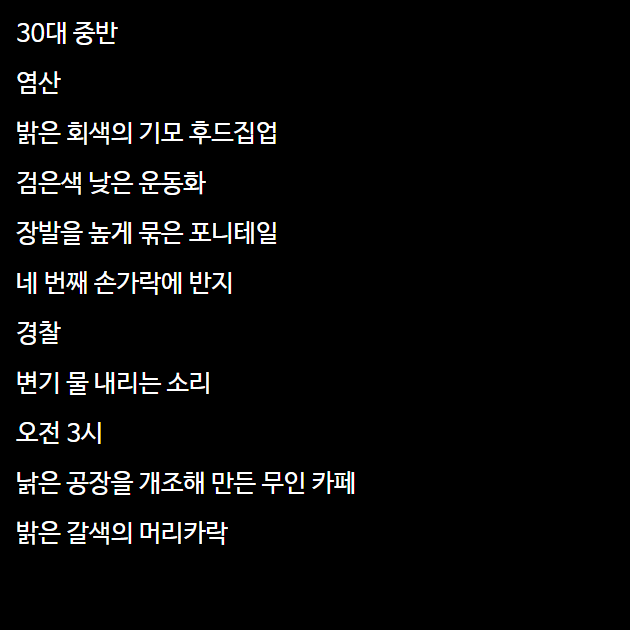 30대 중반
염산
밝은 회색의 기모 후드집업
검은색 낮은 운동화
장발을 높게 묶은 포니테일
네 번째 손가락에 반지
경찰
변기 물 내리는 소리
오전 3시
낡은 공장을 개조해 만든 무인 카페
밝은 갈색의 머리카락